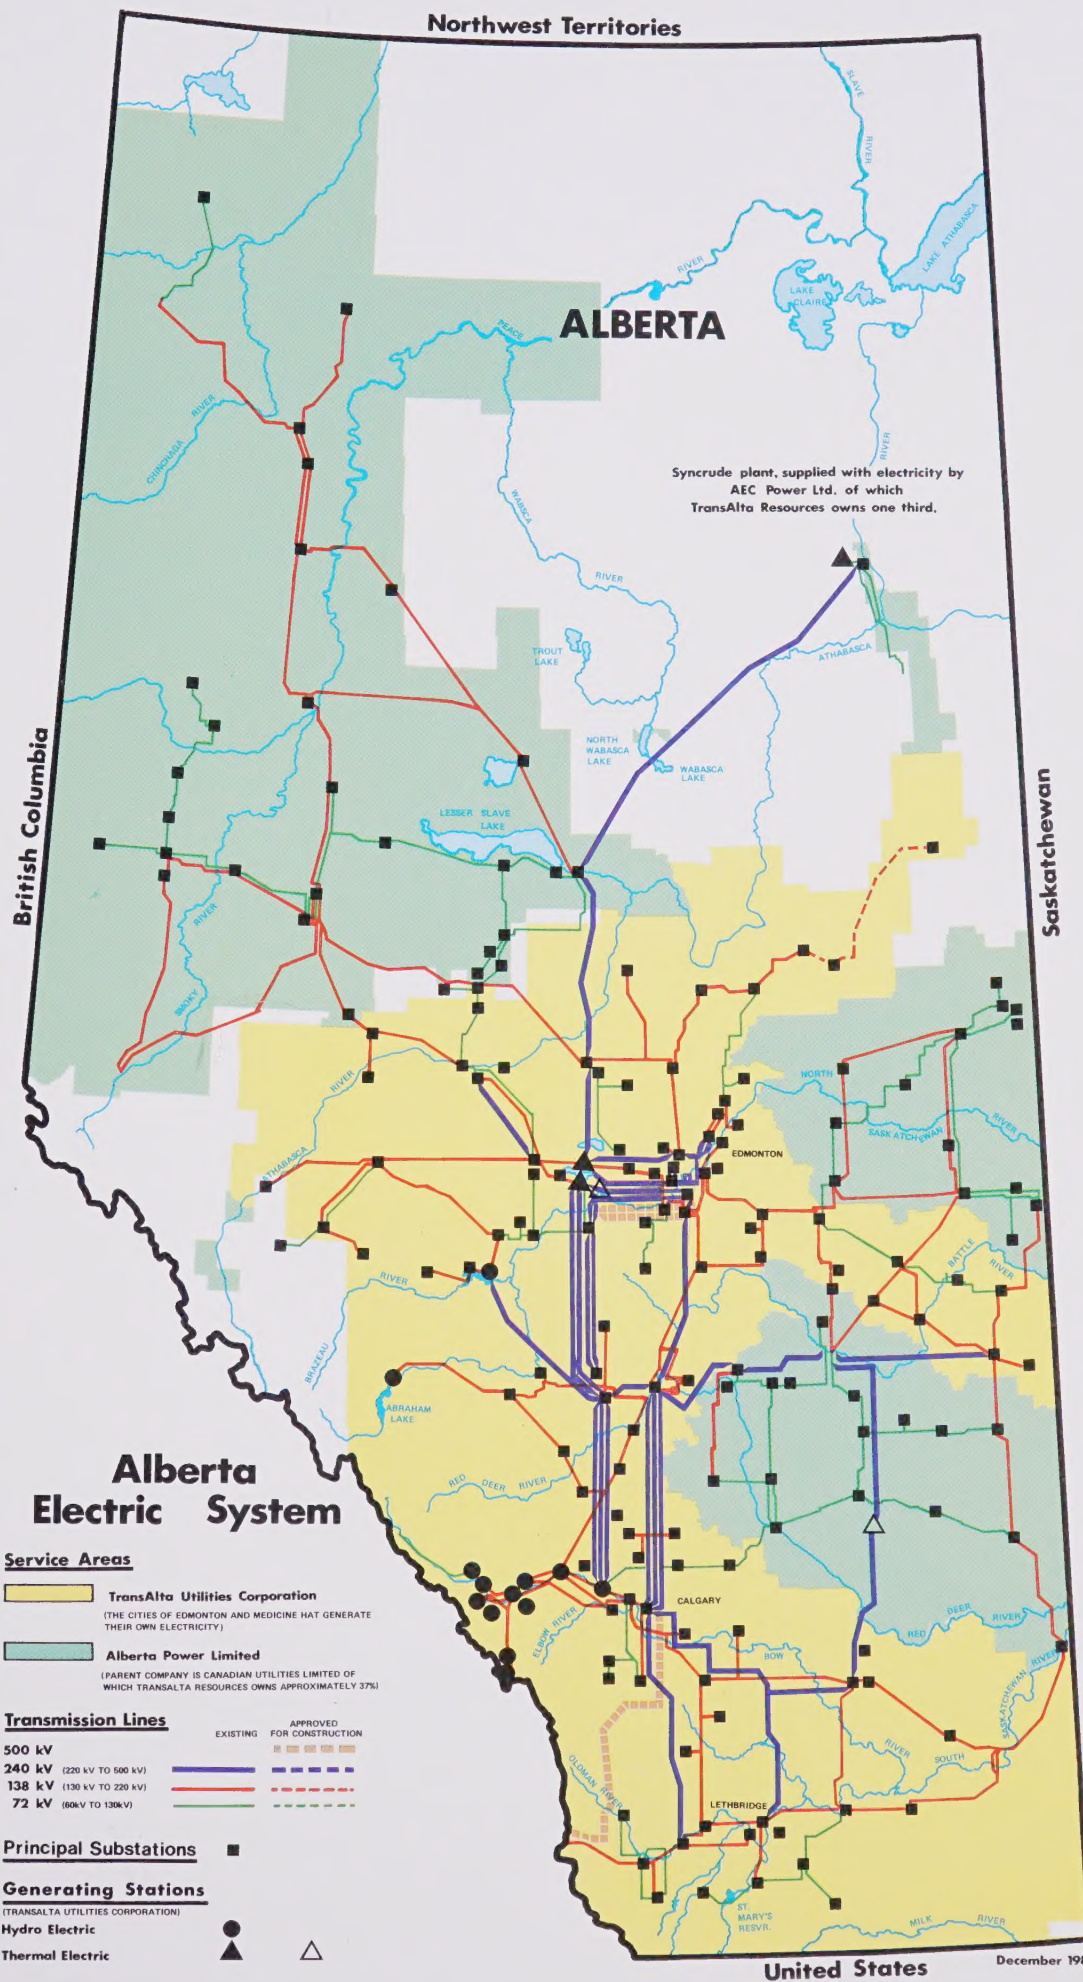 Northwest Territories
SLAVE
RIVER
LAKE ATHABASCA
RIVER
LAKE
CLAIRE
PEACE
ALBERTA
CHINCHAGA
RIVER
RIVER
Syncrude plant, supplied with electricity by
AEC Power Ltd. of which
TransAlta Resources owns one third.
WABSCA
RIVER
TROUT
LAKE
ATHABASCA
NORTH
WABASCA
LAKE
WABASCA
LAKE
British Columbia
Saskatchewan
LESSER SLAVE
LAKE
RIVER
SMOKY
RIVER
ATHABASCA
NORTH
SASKATCHEWAN
RIVER
EDMONTON
BATTLE
RIVER
RIVER
BRAZEAU
ABRAHAM
LAKE
RED DEER RIVER
Alberta
Electric System
Service Areas
TransAlta Utilities Corporation
(THE CITIES OF EDMONTON AND MEDICINE HAT GENERATE
THEIR OWN ELECTRICITY)
Alberta Power Limited
(PARENT COMPANY IS CANADIAN UTILITIES LIMITED OF
WHICH TRANSALTA RESOURCES OWNS APPROXIMATELY 37%)
Transmission Lines
EXISTING
APPROVED
FOR CONSTRUCTION
500 kV
240 kV (220 kV TO 500 kV)
138 kV (130 kV TO 220 kV)
72 kV (60kV TO 130kV)
Principal Substations
Generating Stations
(TRANSALTA UTILITIES CORPORATION)
Hydro Electric
Thermal Electric
CALGARY
ELBOW RIVER
BOW
RIVER
RED DEER RIVER
SOUTH
SASKATCHEWAN RIVER
OLDMAN RIVER
LETHBRIDGE
ST.
MARY'S
RESVR.
MILK RIVER
United States